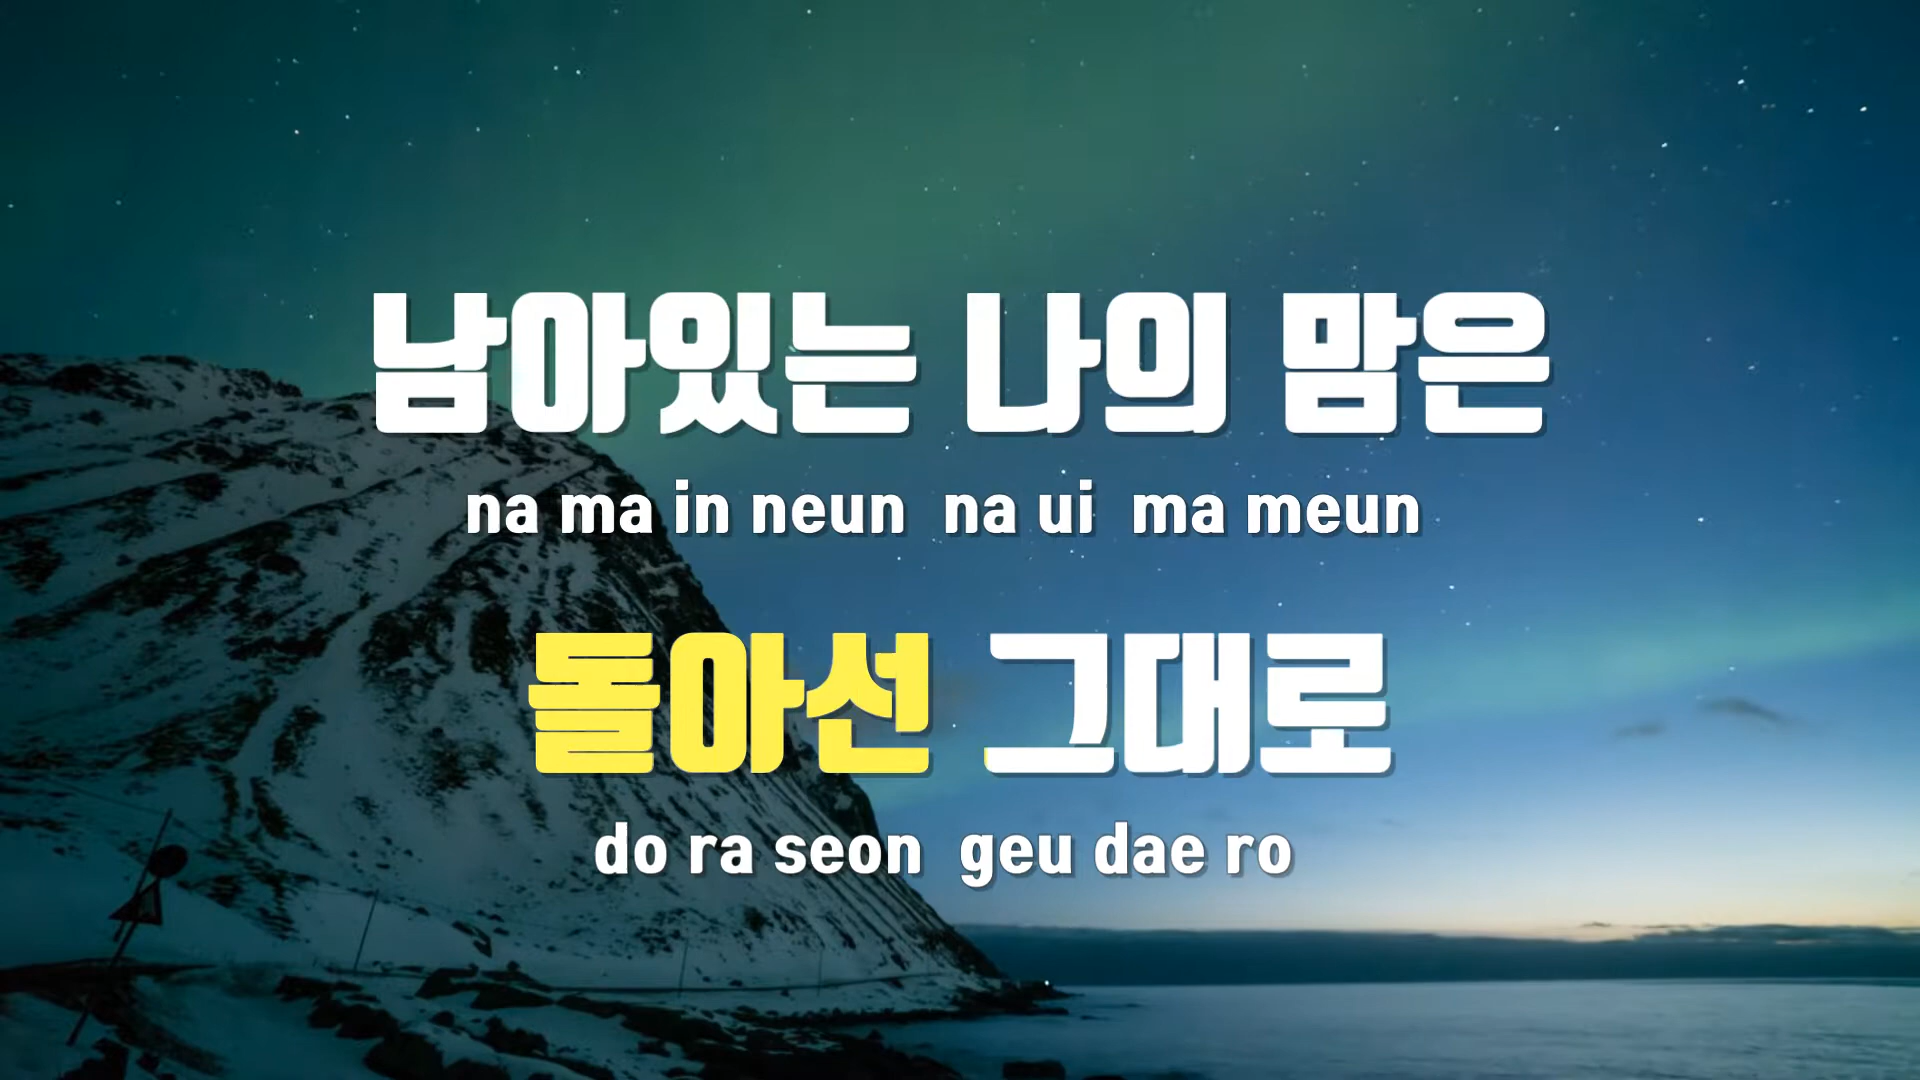 남아있는 나의 맘은
na ma in neun na ui ma meun
돌아선 그대로
do ra seon geu dae ro